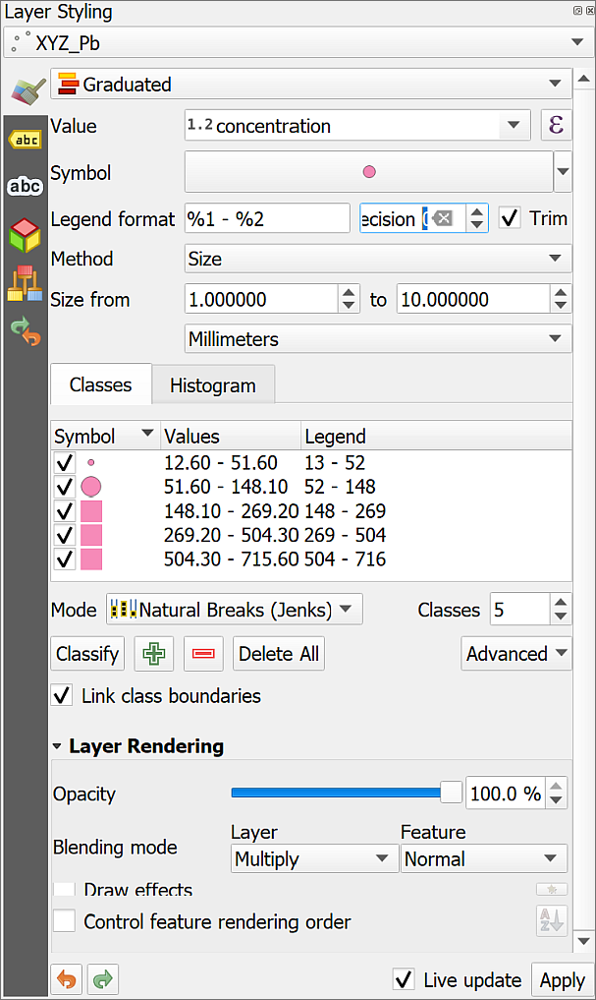 Layer Styling
XYZ_Pb
Graduated
abc
Value 1.2 concentration ε
abc
Symbol
Legend format %1 - %2 ecision 0 Trim
Method Size
Size from 1.000000 to 10.000000
Millimeters
Classes Histogram
Symbol Values Legend
12.60 - 51.60 13 - 52
51.60 - 148.10 52 - 148
148.10 - 269.20 148 - 269
269.20 - 504.30 269 - 504
504.30 - 715.60 504 - 716
Mode Natural Breaks (Jenks) Classes 5
Classify Delete All Advanced
Link class boundaries
Layer Rendering
Opacity 100.0 %
Layer Feature
Blending mode Multiply Normal
Draw effects
Control feature rendering order AZ
Live update Apply